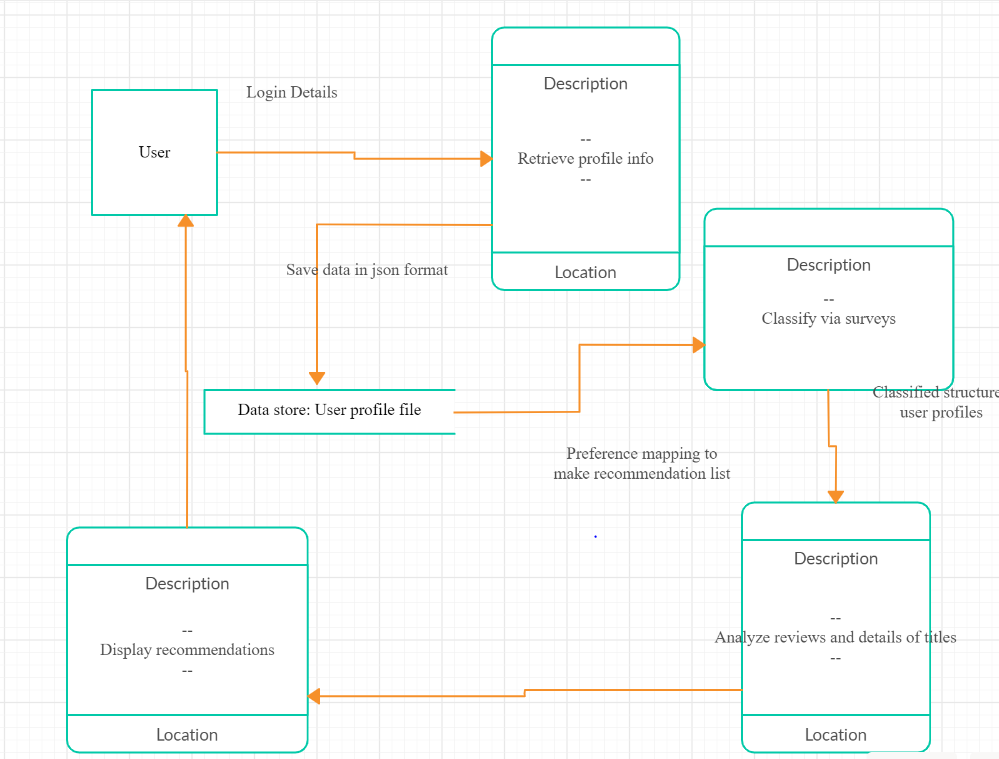 Login Details
User
Description
--
Retrieve profile info
--
Location
Save data in json format
Description
--
Classify via surveys
Data store: User profile file
Classified structure
user profiles
Preference mapping to
make recommendation list
Description
--
Analyze reviews and details of titles
--
Location
Description
--
Display recommendations
--
Location